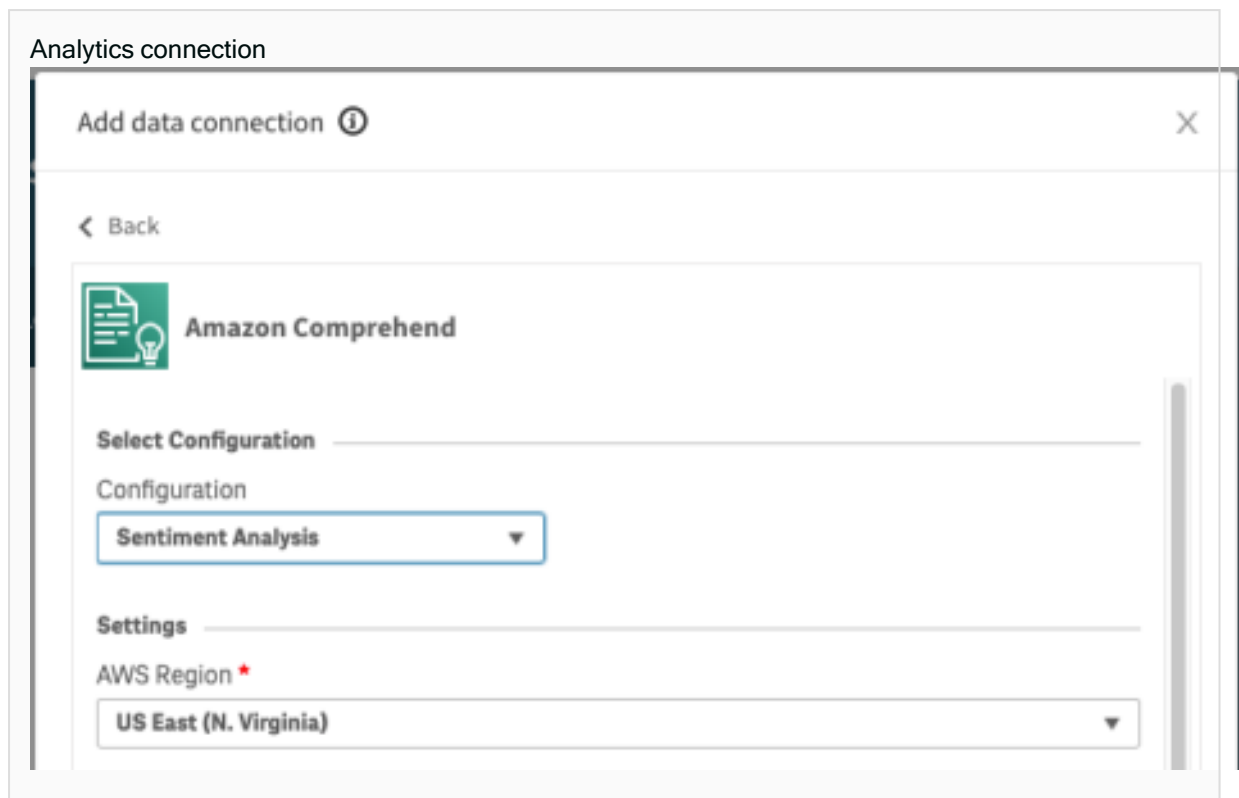 Analytics connection
Add data connection
Back
Amazon Comprehend
Select Configuration
Configuration
Sentiment Analysis
Settings
AWS Region *
US East (N. Virginia)